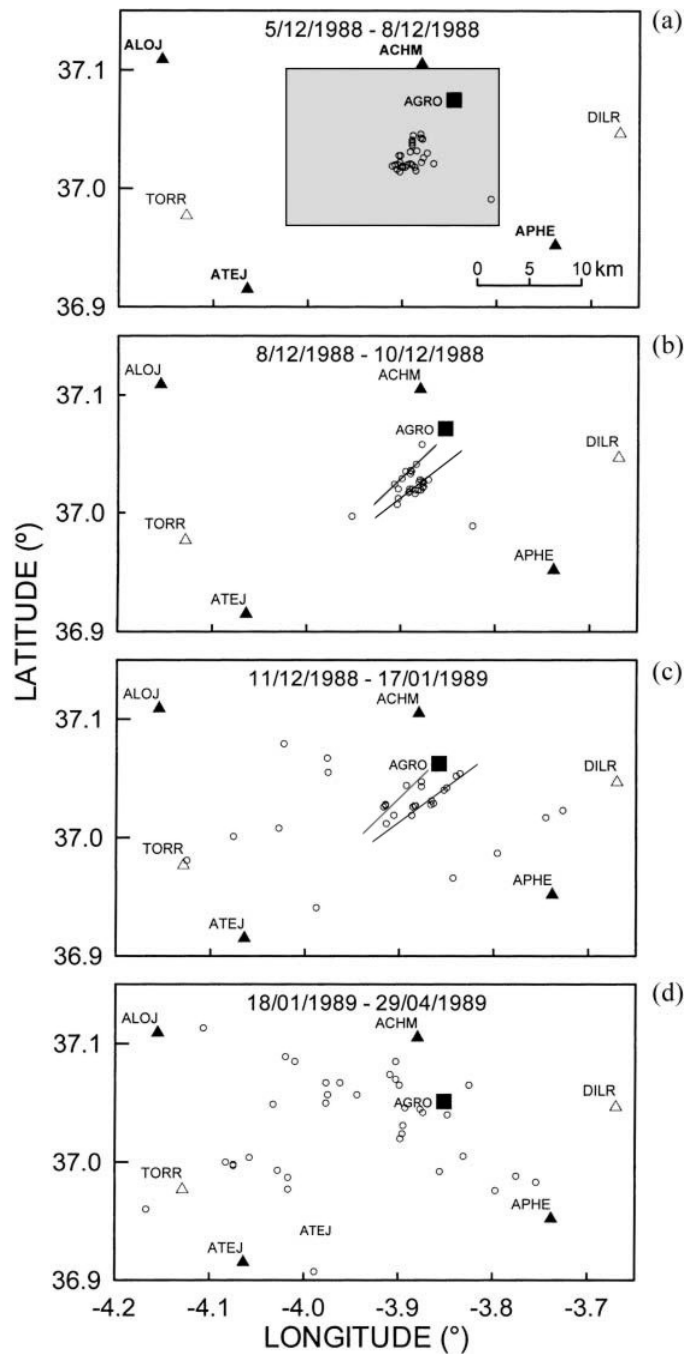 (a)
5/12/1988 - 8/12/1988
ALOJ
ACHM
37.1
AGRO
DILR
37.0
TORR
APHE
ATEJ
0 5 10 km
36.9
(b)
8/12/1988 - 10/12/1988
ALOJ
ACHM
37.1
AGRO
DILR
37.0
TORR
APHE
ATEJ
36.9
(c)
11/12/1988 - 17/01/1989
ALOJ
ACHM
37.1
AGRO
DILR
37.0
TORR
APHE
ATEJ
36.9
(d)
18/01/1989 - 29/04/1989
ALOJ
ACHM
37.1
AGRO
DILR
37.0
TORR
APHE
ATEJ
ATEJ
36.9
-4.2 -4.1 -4.0 -3.9 -3.8 -3.7
LONGITUDE (°)
LATITUDE (°)